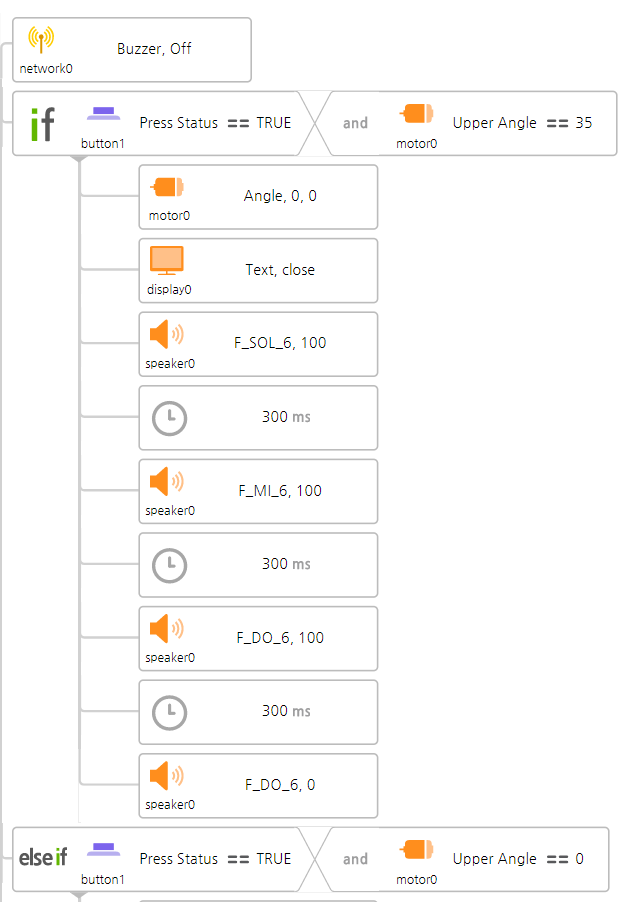 Buzzer, Off
network0
if
Press Status == TRUE and Upper Angle == 35
button1 motor0
Angle, 0, 0
motor0
Text, close
display0
F_SOL_6, 100
speaker0
300 ms
F_MI_6, 100
speaker0
300 ms
F_DO_6, 100
speaker0
300 ms
F_DO_6, 0
speaker0
else if Press Status == TRUE and Upper Angle == 0
button1 motor0